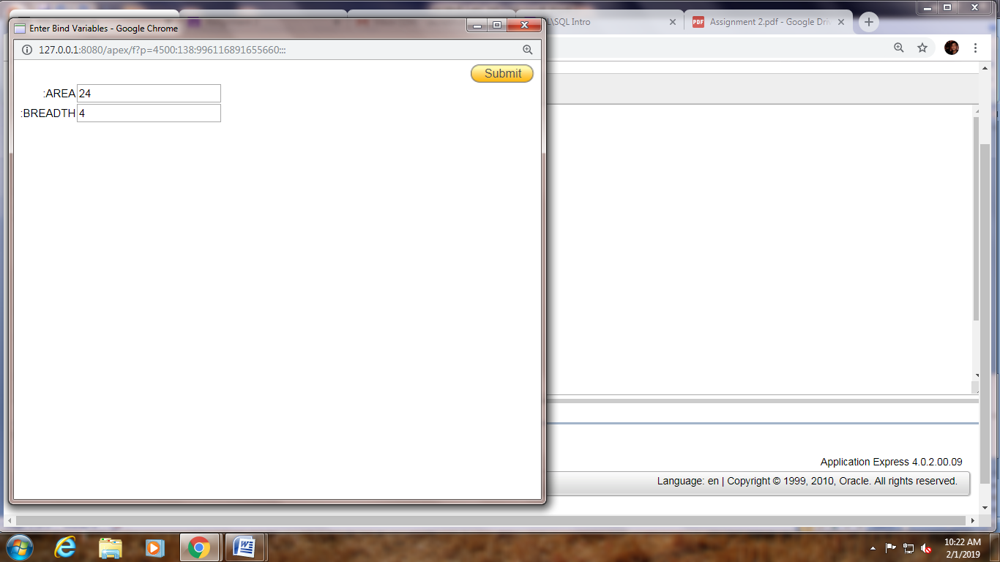 Enter Bind Variables - Google Chrome
127.0.0.1:8080/apex/f?p=4500:138:996116891655660:::
Submit
:AREA 24
:BREADTH 4
\SQL Intro
Assignment 2.pdf - Google Driv
Application Express 4.0.2.00.09
Language: en | Copyright © 1999, 2010, Oracle. All rights reserved.
10:22 AM
2/1/2019